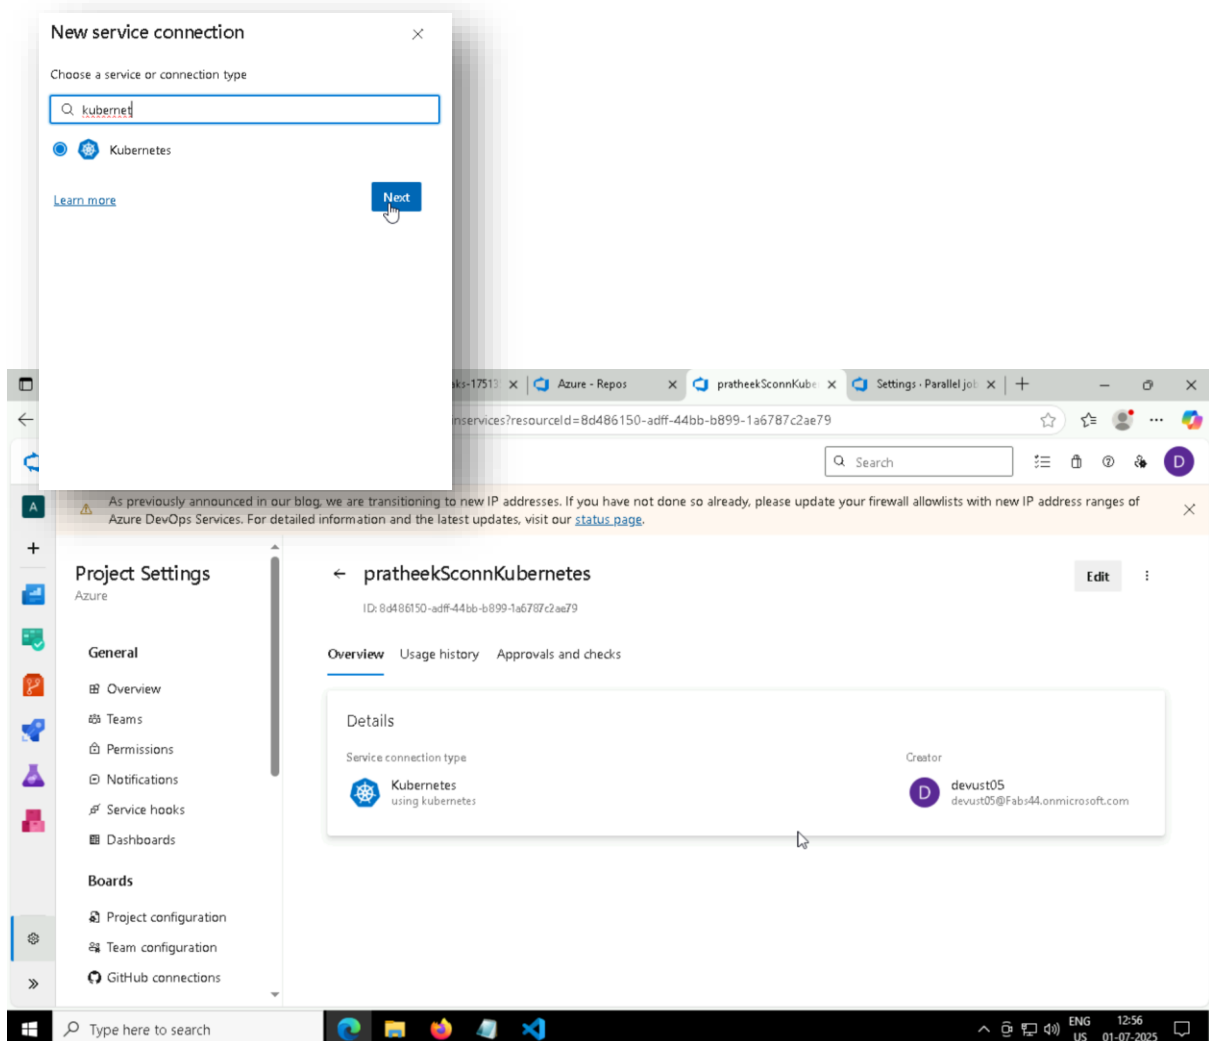 New service connection
Choose a service or connection type
kubernet
Kubernetes
Learn more
Next
Azure - Repos
pratheekSconnKube
Settings · Parallel jo
nservices?resourceId=8d486150-adff-44bb-b899-1a6787c2ae79
Search
D
A
As previously announced in our blog, we are transitioning to new IP addresses. If you have not done so already, please update your firewall allowlists with new IP address ranges of
Azure DevOps Services. For detailed information and the latest updates, visit our status page.
Project Settings
Azure
General
Overview
Teams
Permissions
Notifications
Service hooks
Dashboards
Boards
Project configuration
Team configuration
GitHub connections
pratheekSconnKubernetes
Edit
ID: 8d486150-adff-44bb-b899-1a6787c2ae79
Overview
Usage history
Approvals and checks
Details
Service connection type
Kubernetes
using kubernetes
Creator
D
devust05
devust05@Fabs44.onmicrosoft.com
Type here to search
ENG
US
12:56
01-07-2025